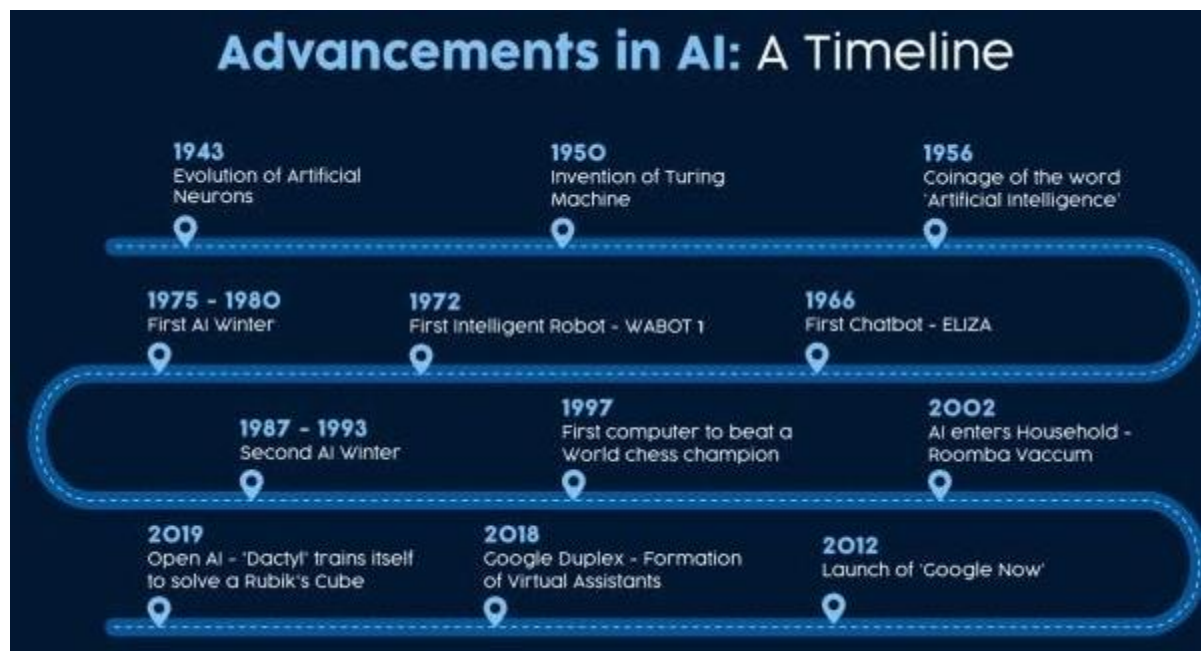 Advancements in AI: A Timeline
1943
Evolution of Artificial
Neurons
1950
Invention of Turing
Machine
1956
Coinage of the word
'Artificial Intelligence'
1966
First Chatbot - ELIZA
1972
First Intelligent Robot - WABOT 1
1975 - 1980
First AI Winter
1987 - 1993
Second AI Winter
1997
First computer to beat a
World chess champion
2002
AI enters Household -
Roomba Vaccum
2012
Launch of 'Google Now'
2018
Google Duplex - Formation
of Virtual Assistants
2019
Open AI - 'Dactyl' trains itself
to solve a Rubik's Cube